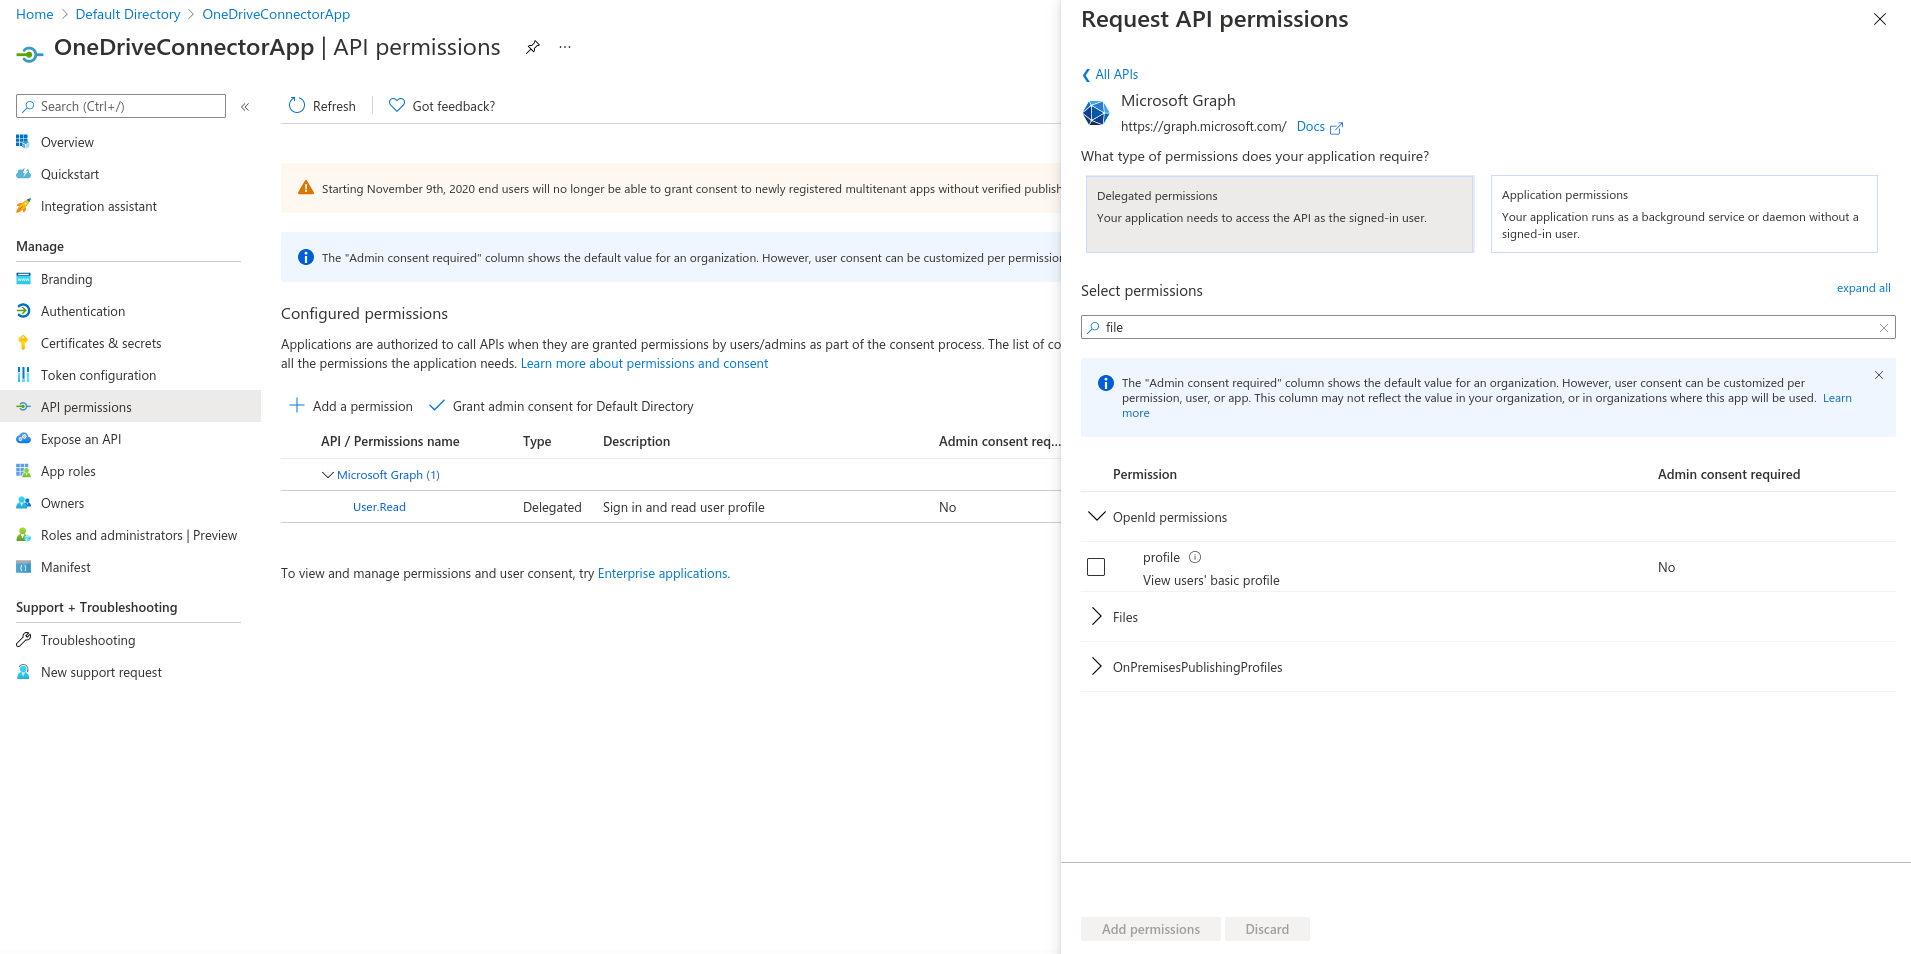 Home > Default Directory > OneDriveConnectorApp
OneDriveConnectorApp | API permissions
Search (Ctrl+/)
Overview
Quickstart
Integration assistant
Manage
Branding
Authentication
Certificates & secrets
Token configuration
API permissions
Expose an API
App roles
Owners
Roles and administrators | Preview
Manifest
Support + Troubleshooting
Troubleshooting
New support request
Refresh
Got feedback?
Starting November 9th, 2020 end users will no longer be able to grant consent to newly registered multitenant apps without verified publish
The "Admin consent required" column shows the default value for an organization. However, user consent can be customized per permission
Configured permissions
Applications are authorized to call APIs when they are granted permissions by users/admins as part of the consent process. The list of co
all the permissions the application needs. Learn more about permissions and consent
Add a permission
Grant admin consent for Default Directory
API / Permissions name Type Description Admin consent req...
Microsoft Graph (1)
User.Read Delegated Sign in and read user profile No
To view and manage permissions and user consent, try Enterprise applications.
Request API permissions
All APIs
Microsoft Graph
https://graph.microsoft.com/ Docs
What type of permissions does your application require?
Delegated permissions
Your application needs to access the API as the signed-in user.
Application permissions
Your application runs as a background service or daemon without a
signed-in user.
Select permissions
expand all
file
The "Admin consent required" column shows the default value for an organization. However, user consent can be customized per
permission, user, or app. This column may not reflect the value in your organization, or in organizations where this app will be used. Learn
more
Permission Admin consent required
OpenId permissions
profile
View users' basic profile
No
Files
OnPremisesPublishingProfiles
Add permissions
Discard